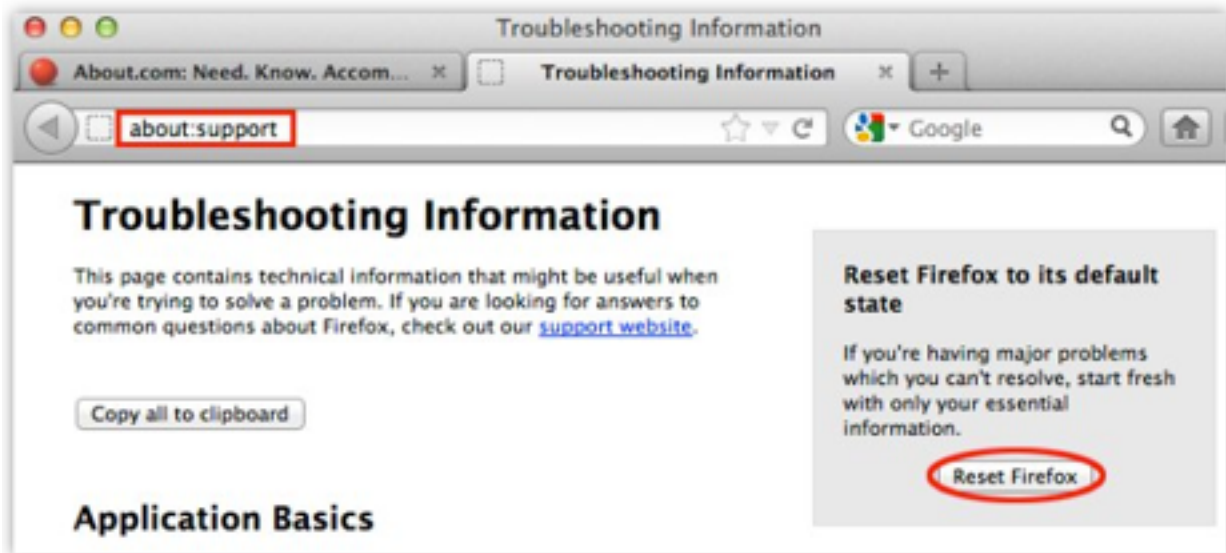 Troubleshooting Information
About.com: Need. Know. Accom...
Troubleshooting Information
about:support
Google
Troubleshooting Information
This page contains technical information that might be useful when
you're trying to solve a problem. If you are looking for answers to
common questions about Firefox, check out our support website.
Copy all to clipboard
Application Basics
Reset Firefox to its default
state
If you're having major problems
which you can't resolve, start fresh
with only your essential
information.
Reset Firefox